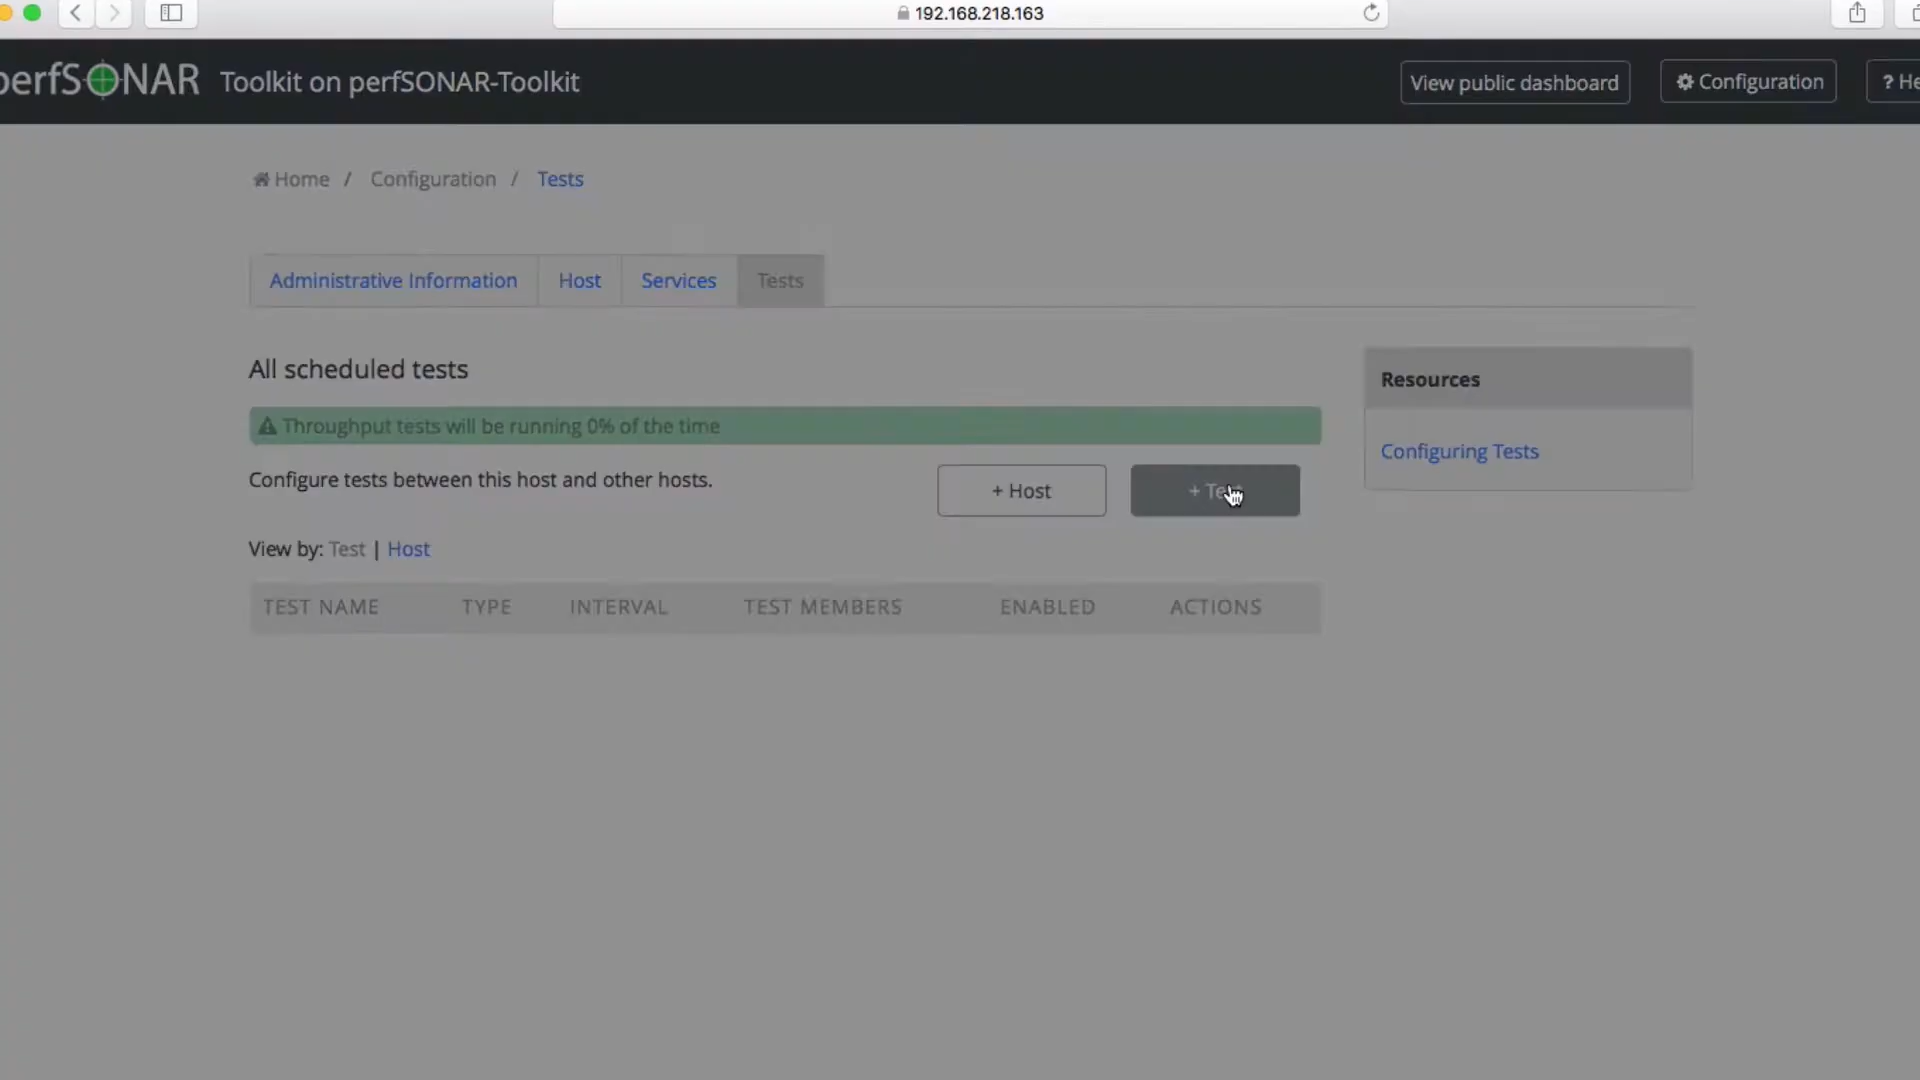 192.168.218.163
perfSONAR Toolkit on perfSONAR-Toolkit
View public dashboard
Configuration
? He
Home / Configuration / Tests
Administrative Information
Host
Services
Tests
All scheduled tests
Throughput tests will be running 0% of the time
Configure tests between this host and other hosts.
+ Host
View by: Test | Host
TEST NAME TYPE INTERVAL TEST MEMBERS ENABLED ACTIONS
Resources
Configuring Tests